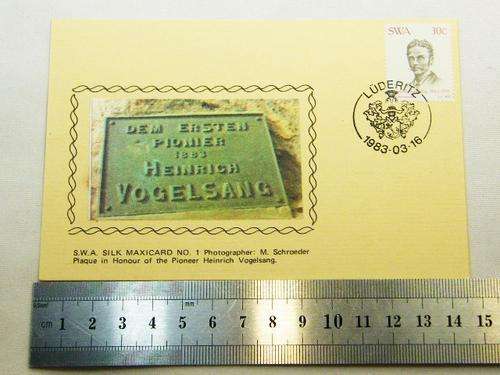 SWA 10c
LÜDERITZ
1983-03-16
DEM ERSTEN
PIONIER
1883
HEINRICH
VOGELSANG
S.W.A. SILK MAXICARD NO. 1 Photographer: M. Schroeder
Plaque in Honour of the Pioneer Heinrich Vogelsang.
mm
cm 1 2 3 4 5 6 7 8 9 10 11 12 13 14 15